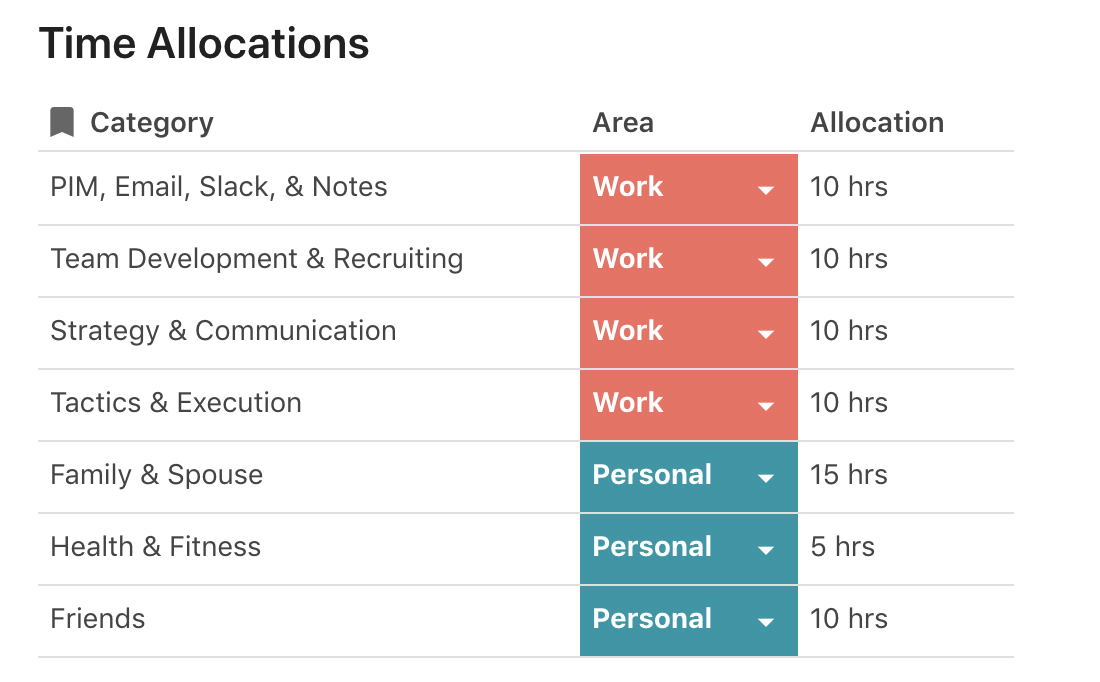 Time Allocations
Category Area Allocation
PIM, Email, Slack, & Notes Work 10 hrs
Team Development & Recruiting Work 10 hrs
Strategy & Communication Work 10 hrs
Tactics & Execution Work 10 hrs
Family & Spouse Personal 15 hrs
Health & Fitness Personal 5 hrs
Friends Personal 10 hrs